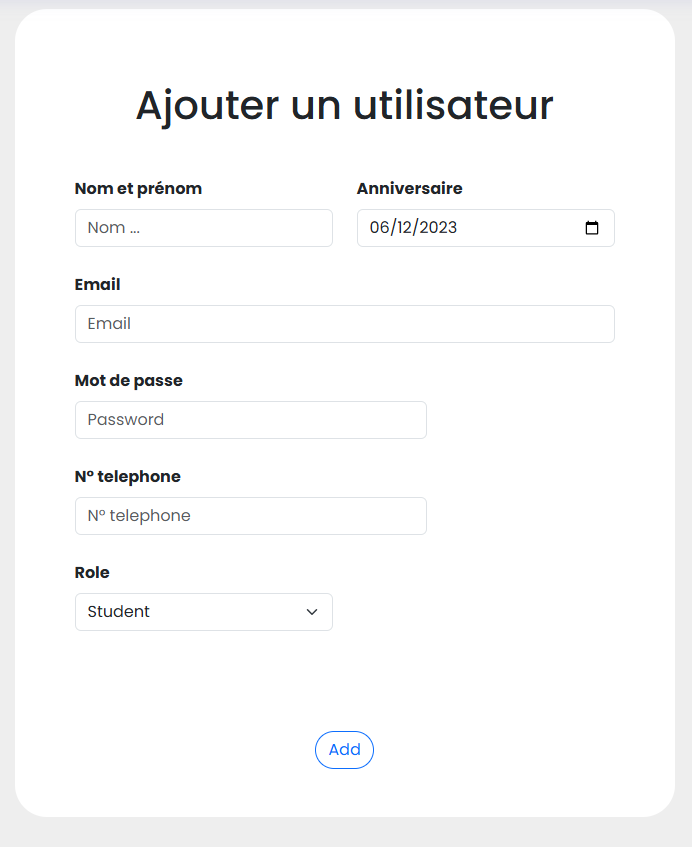 Ajouter un utilisateur
Nom et prénom
Anniversaire
Nom ...
06/12/2023
Email
Email
Mot de passe
Password
N° telephone
N° telephone
Role
Student
Add